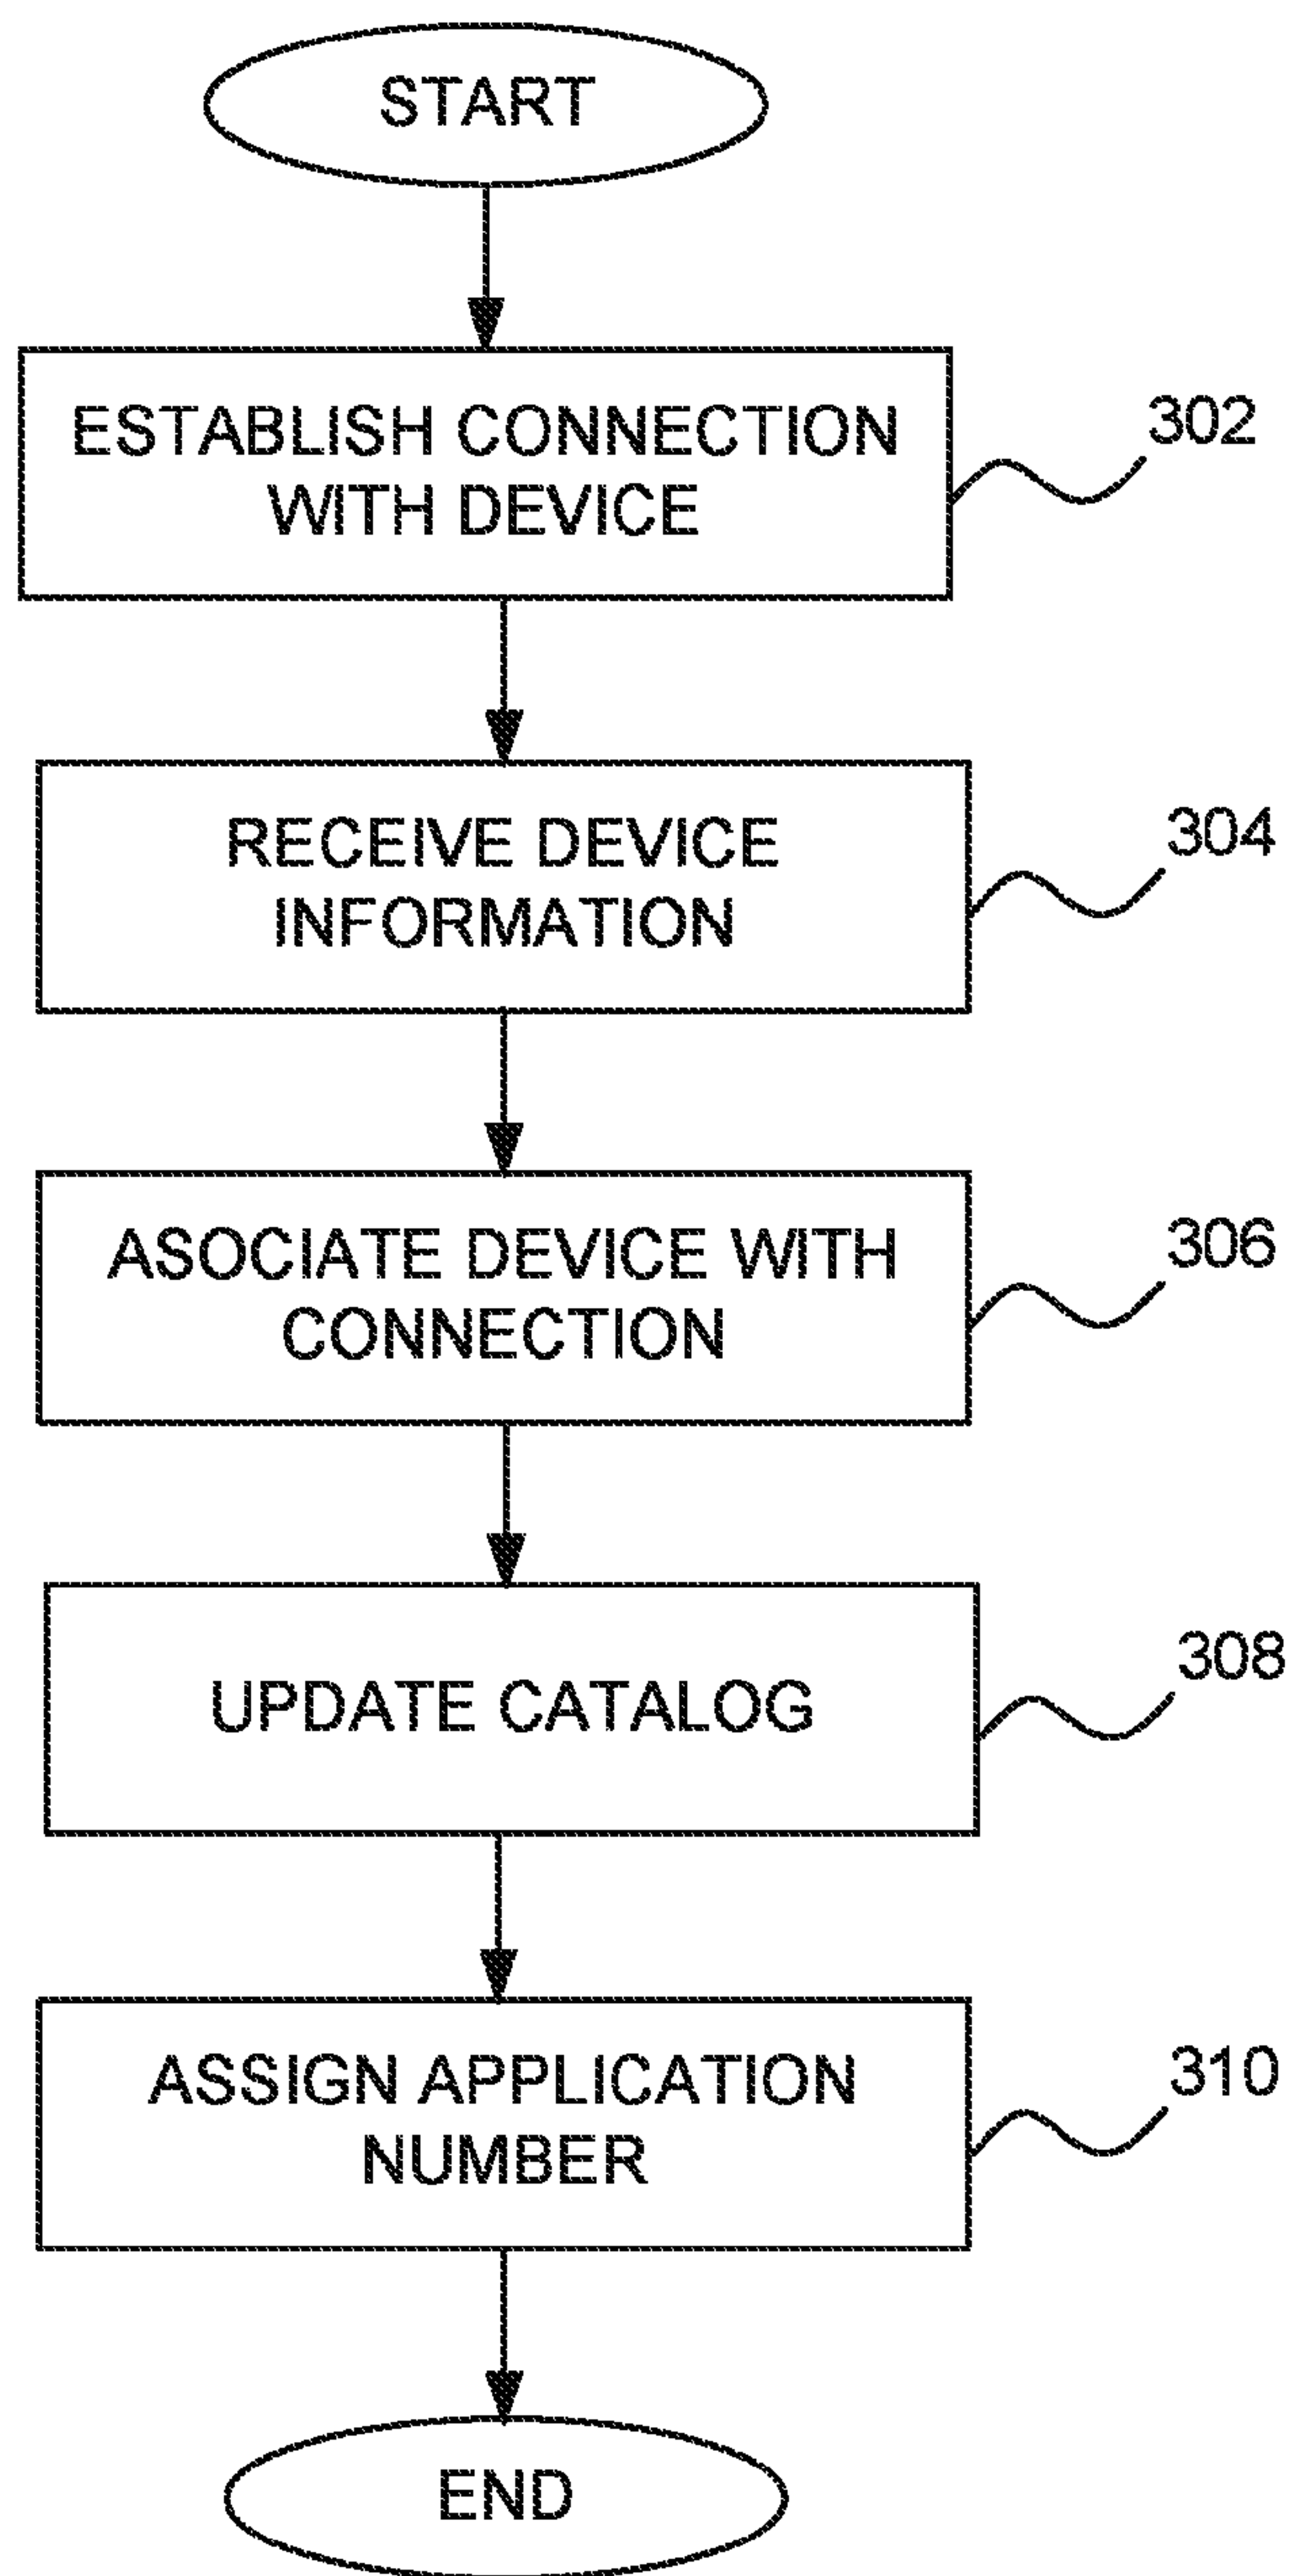 START
ESTABLISH CONNECTION
WITH DEVICE
302
RECEIVE DEVICE
INFORMATION
304
ASOCIATE DEVICE WITH
CONNECTION
306
UPDATE CATALOG
308
ASSIGN APPLICATION
NUMBER
310
END